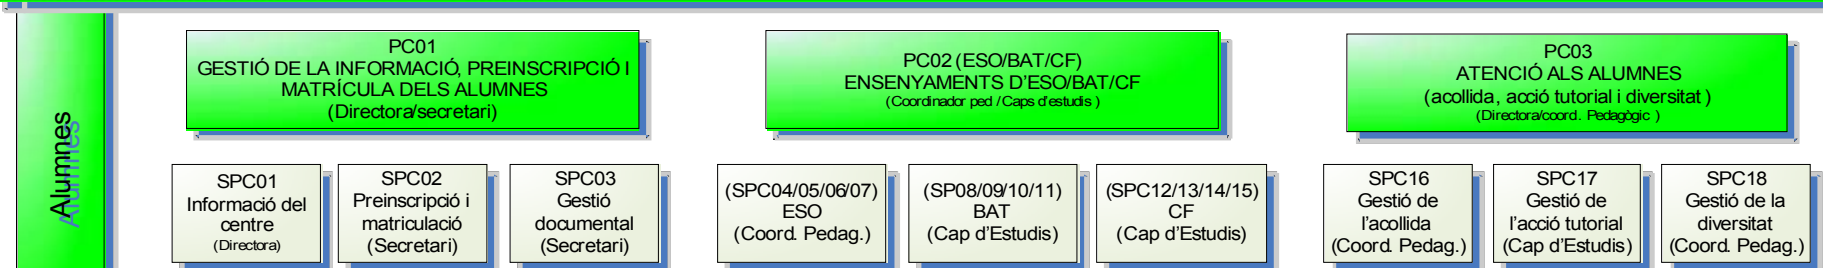 Alumnes
PC01
GESTIÓ DE LA INFORMACIÓ, PREINSCRIPCIÓ I
MATRÍCULA DELS ALUMNES
(Directora/secretari)
PC02 (ESO/BAT/CF)
ENSENYAMENTS D'ESO/BAT/CF
(Coordinador ped /Caps d'estudis )
PC03
ATENCIÓ ALS ALUMNES
(acollida, acció tutorial i diversitat )
(Directora/coord. Pedagògic )
SPC01
Informació del
centre
(Directora)
SPC02
Preinscripció i
matriculació
(Secretari)
SPC03
Gestió
documental
(Secretari)
(SPC04/05/06/07)
ESO
(Coord. Pedag.)
(SP08/09/10/11)
BAT
(Cap d'Estudis)
(SPC12/13/14/15)
CF
(Cap d'Estudis)
SPC16
Gestió de
l'acollida
(Coord. Pedag.)
SPC17
Gestió de
l'acció tutorial
(Cap d'Estudis)
SPC18
Gestió de la
diversitat
(Coord. Pedag.)